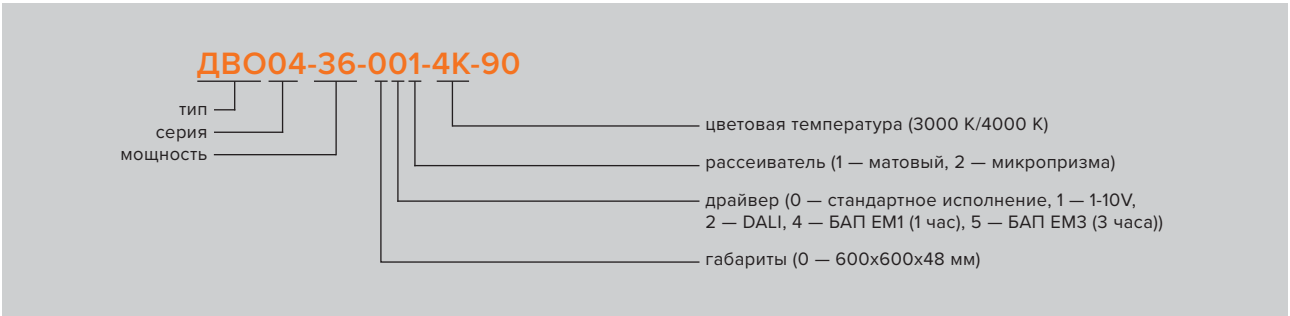 ДВО04-36-001-4К-90
тип
серия
мощность
цветовая температура (3000 К/4000 К)
рассеиватель (1 — матовый, 2 — микропризма)
драйвер (0 — стандартное исполнение, 1 — 1-10V,
2 — DALI, 4 — БАП EM1 (1 час), 5 — БАП EM3 (3 часа))
габариты (0 — 600х600х48 мм)